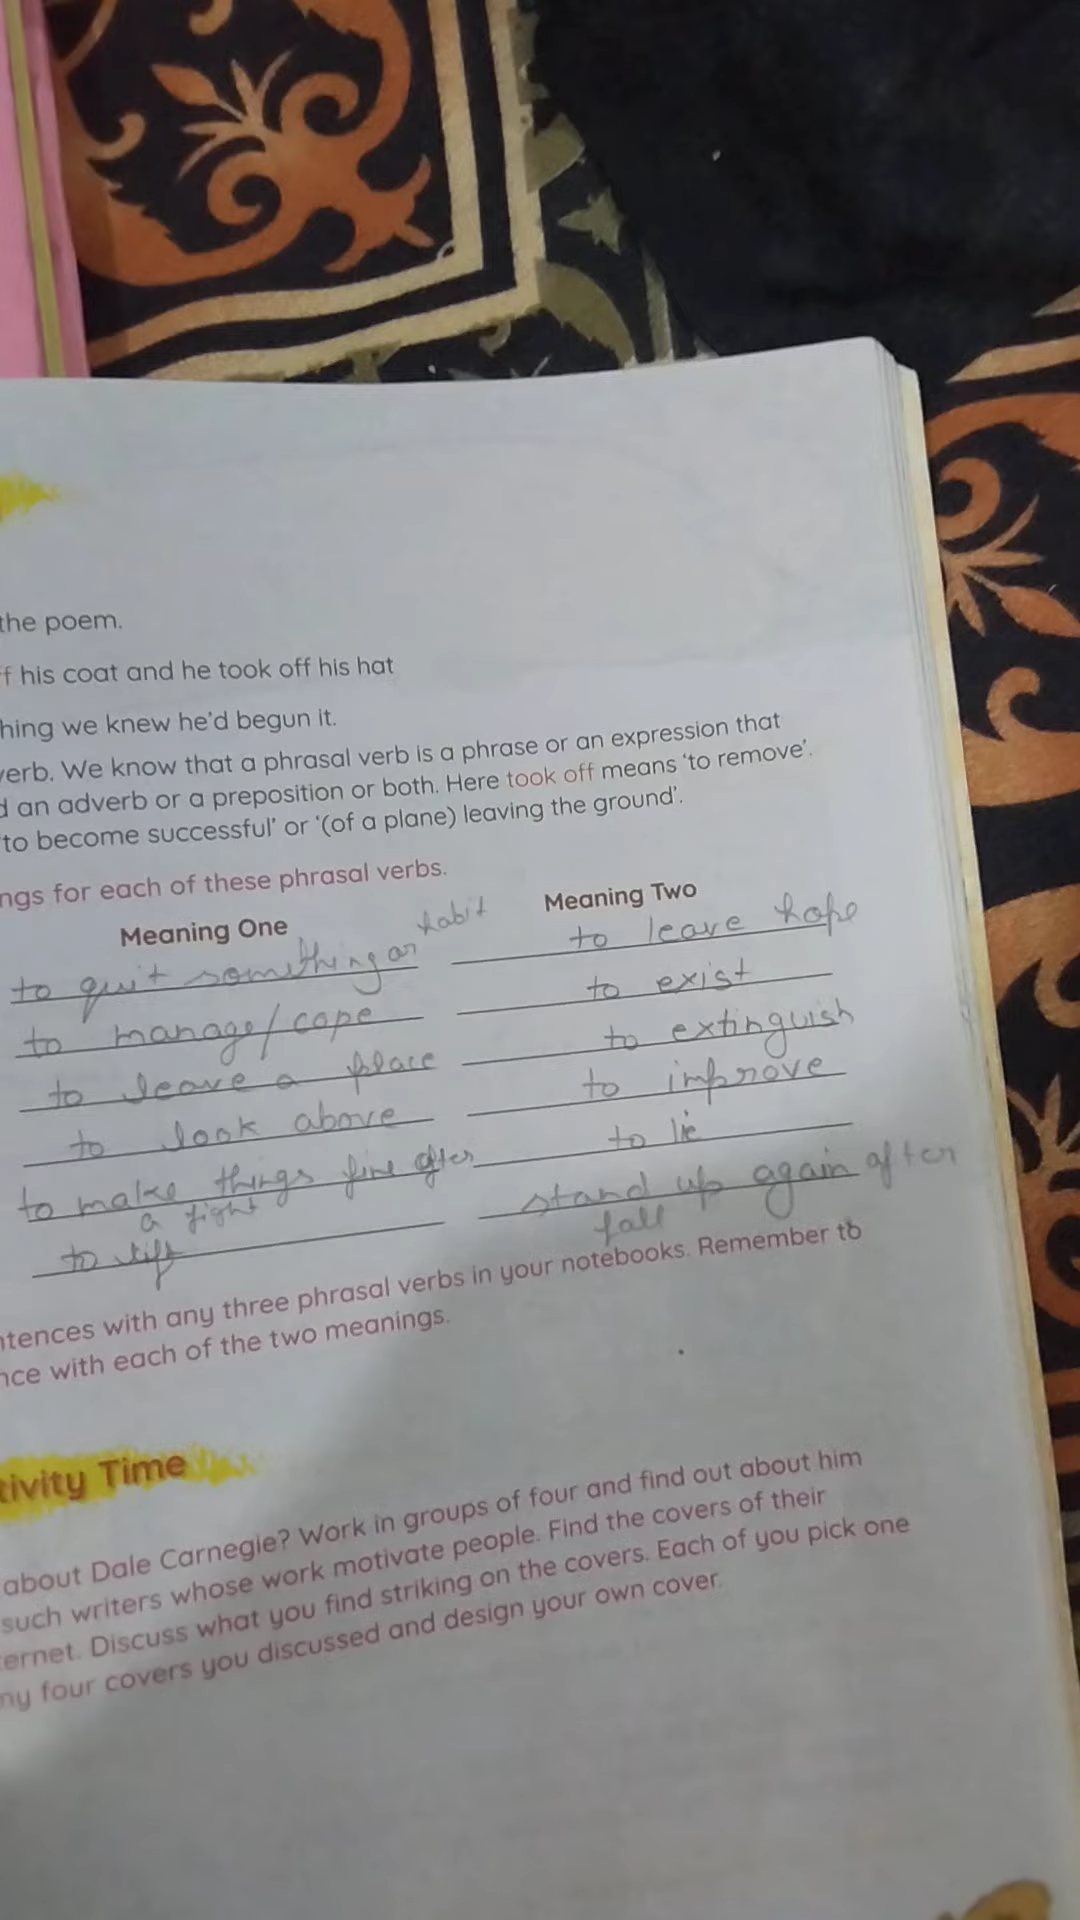 the poem.
f his coat and he took off his hat
hing we knew he'd begun it.
verb. We know that a phrasal verb is a phrase or an expression that
d an adverb or a preposition or both. Here took off means 'to remove'.
'to become successful' or '(of a plane) leaving the ground'.
ngs for each of these phrasal verbs.
Meaning One Meaning Two
to quit something or habit to leave hope
to manage/cope to exist
to leave a place to extinguish
to look above to improve
to make things fine after a fight to lie
to stand up again after fall
ntences with any three phrasal verbs in your notebooks. Remember to
nce with each of the two meanings.
tivity Time
about Dale Carnegie? Work in groups of four and find out about him
such writers whose work motivate people. Find the covers of their
ernet. Discuss what you find striking on the covers. Each of you pick one
ny four covers you discussed and design your own cover.